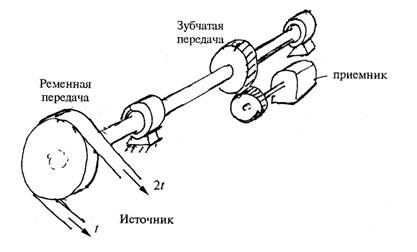 Зубчатая
передача
приемник
Ременная
передача
2t
Источник
t